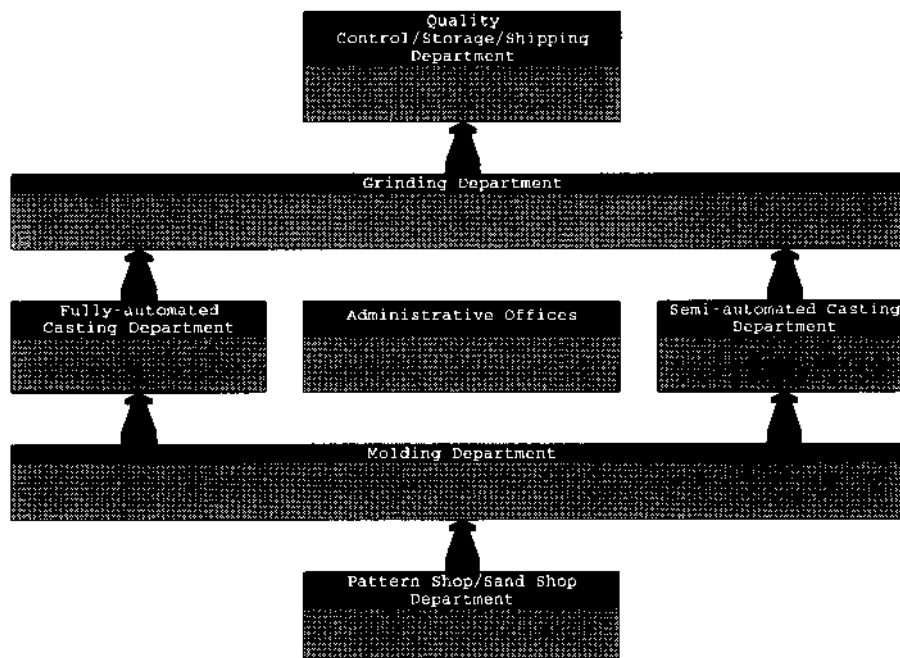 Quality
Control/Storage/Shipping
Department
Grinding Department
Fully-automated
Casting Department
Administrative Offices
Semi-automated Casting
Department
Molding Department
Pattern Shop/Sand Shop
Department